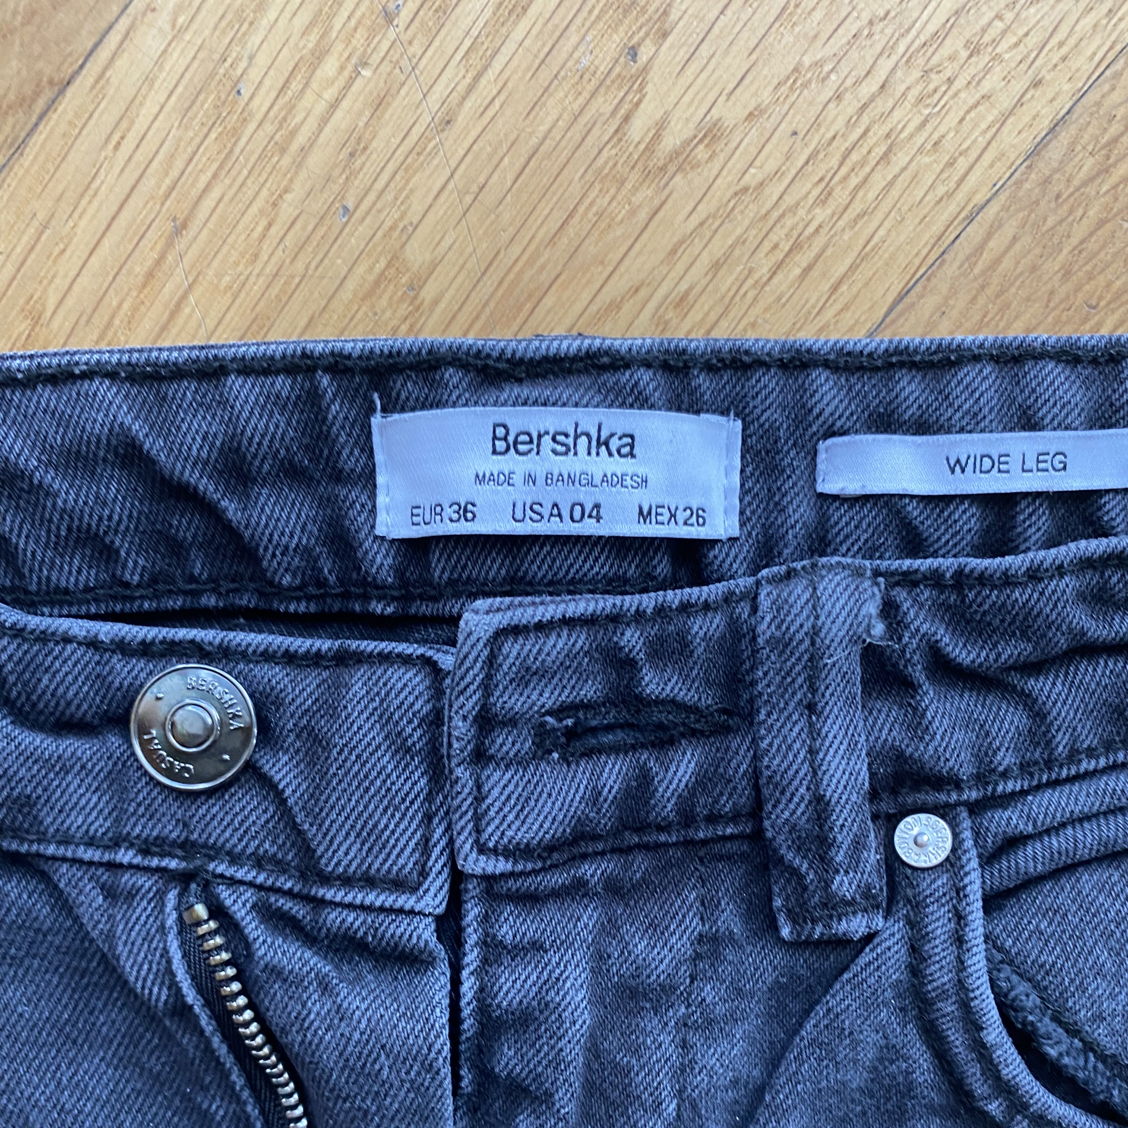 Bershka
MADE IN BANGLADESH
EUR 36 USA 04 MEX 26
WIDE LEG
BERSHKA
CASUAL